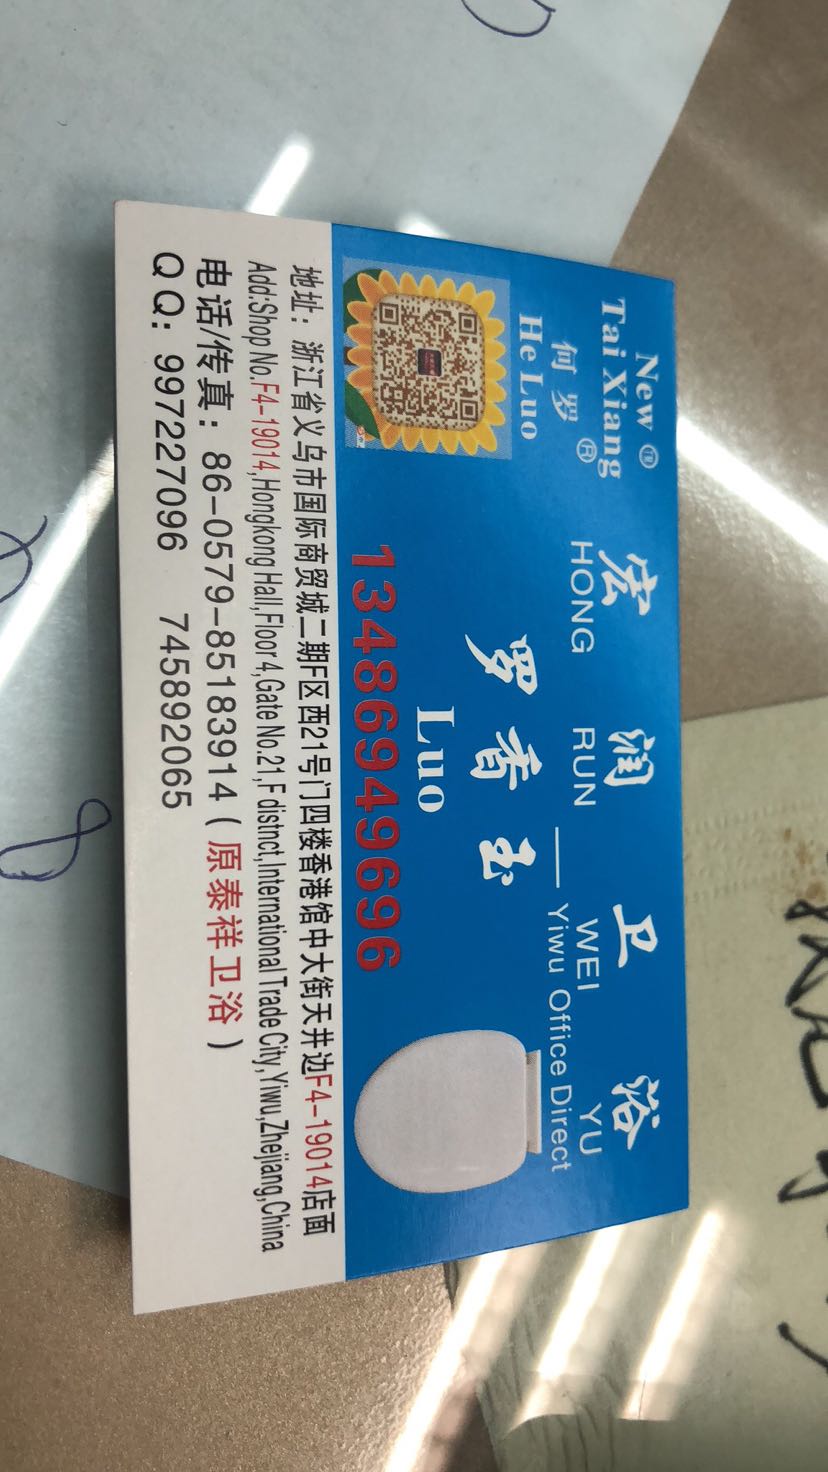 New ®
Tai Xiang
何罗 ®
He Luo
宏润卫浴
HONG RUN WEI YU
Yiwu Office Direct
罗香玉
Luo
13486949696
地址：浙江省义乌市国际商贸城二期F区西21号门四楼香港馆中大街天井边F4-19014店面
Add:Shop No.F4-19014,Hongkong Hall,Floor 4,Gate No.21,F distnct,International Trade City,Yiwu,Zhejiang,China
电话/传真：86-0579-85183914（原泰祥卫浴）
QQ：997227096 745892065
8